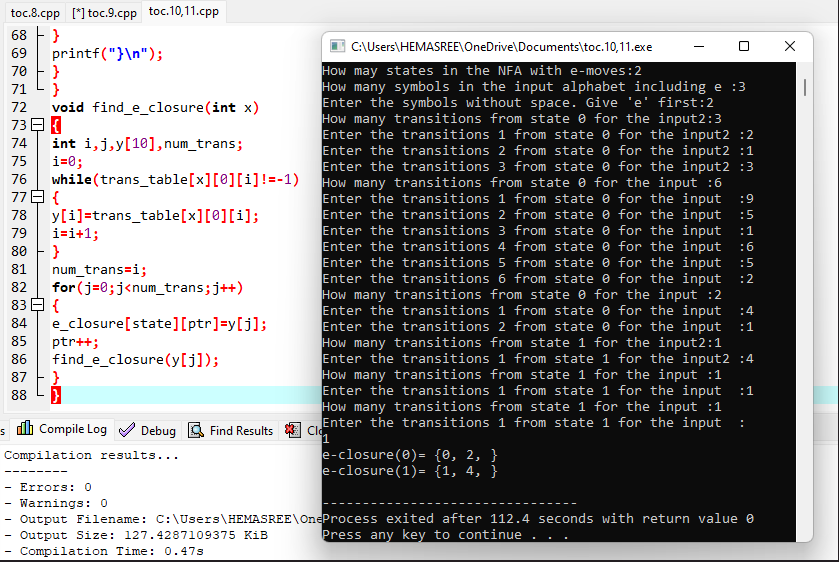 toc.8.cpp [*] toc.9.cpp toc.10,11.cpp
68 }
69 printf("}\n");
70 }
71 }
72 void find_e_closure(int x)
73 {
74 int i,j,y[10],num_trans;
75 i=0;
76 while(trans_table[x][0][i]!=-1)
77 {
78 y[i]=trans_table[x][0][i];
79 i=i+1;
80 }
81 num_trans=i;
82 for(j=0;j<num_trans;j++)
83 {
84 e_closure[state][ptr]=y[j];
85 ptr++;
86 find_e_closure(y[j]);
87 }
88 }
s Compile Log Debug Find Results Clo
Compilation results...
--------
- Errors: 0
- Warnings: 0
- Output Filename: C:\Users\HEMASREE\One
- Output Size: 127.4287109375 KiB
- Compilation Time: 0.47s
C:\Users\HEMASREE\OneDrive\Documents\toc.10,11.exe
How may states in the NFA with e-moves:2
How many symbols in the input alphabet including e :3
Enter the symbols without space. Give 'e' first:2
How many transitions from state 0 for the input2:3
Enter the transitions 1 from state 0 for the input2 :2
Enter the transitions 2 from state 0 for the input2 :1
Enter the transitions 3 from state 0 for the input2 :3
How many transitions from state 0 for the input :6
Enter the transitions 1 from state 0 for the input  :9
Enter the transitions 2 from state 0 for the input  :5
Enter the transitions 3 from state 0 for the input  :1
Enter the transitions 4 from state 0 for the input  :6
Enter the transitions 5 from state 0 for the input  :5
Enter the transitions 6 from state 0 for the input  :2
How many transitions from state 0 for the input :2
Enter the transitions 1 from state 0 for the input  :4
Enter the transitions 2 from state 0 for the input  :1
How many transitions from state 1 for the input2:1
Enter the transitions 1 from state 1 for the input2 :4
How many transitions from state 1 for the input :1
Enter the transitions 1 from state 1 for the input  :1
How many transitions from state 1 for the input :1
Enter the transitions 1 from state 1 for the input  :
1
e-closure(0)= {0, 2, }
e-closure(1)= {1, 4, }
--------------------------------
Process exited after 112.4 seconds with return value 0
Press any key to continue . . .